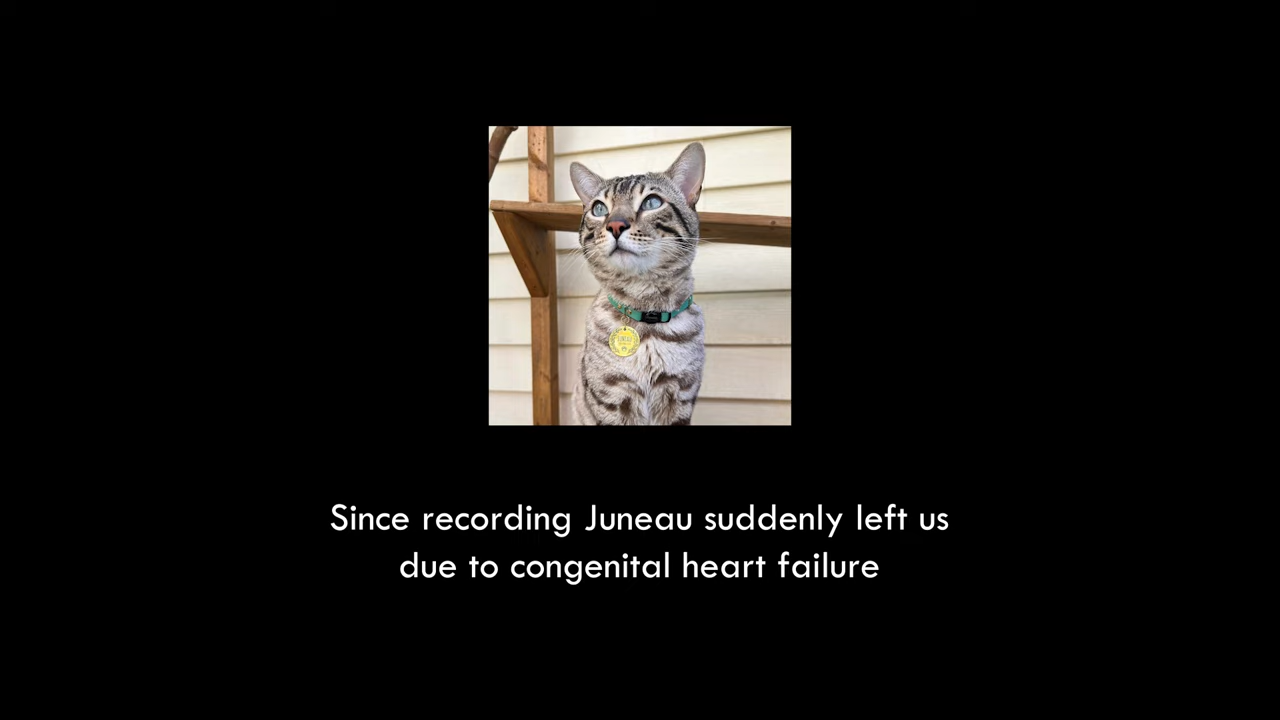 Since recording Juneau suddenly left us
due to congenital heart failure